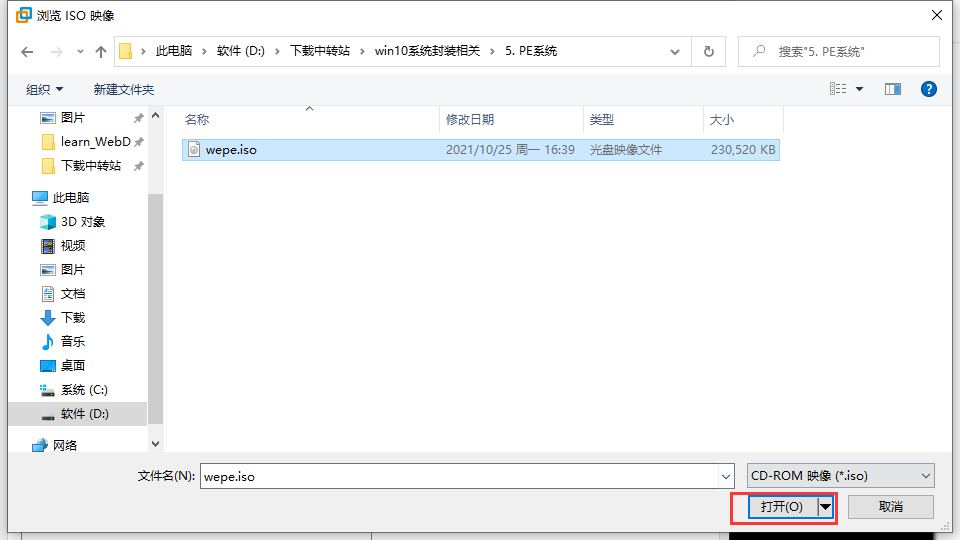 浏览 ISO 映像
此电脑 软件 (D:) 下载中转站 win10系统封装相关 5. PE系统
搜索"5. PE系统"
组织 新建文件夹
图片
learn_WebD
下载中转站
此电脑
3D 对象
视频
图片
文档
下载
音乐
桌面
系统 (C:)
软件 (D:)
网络
名称 修改日期 类型 大小
wepe.iso 2021/10/25 周一 16:39 光盘映像文件 230,520 KB
文件名(N): wepe.iso CD-ROM 映像 (*.iso)
打开(O) 取消